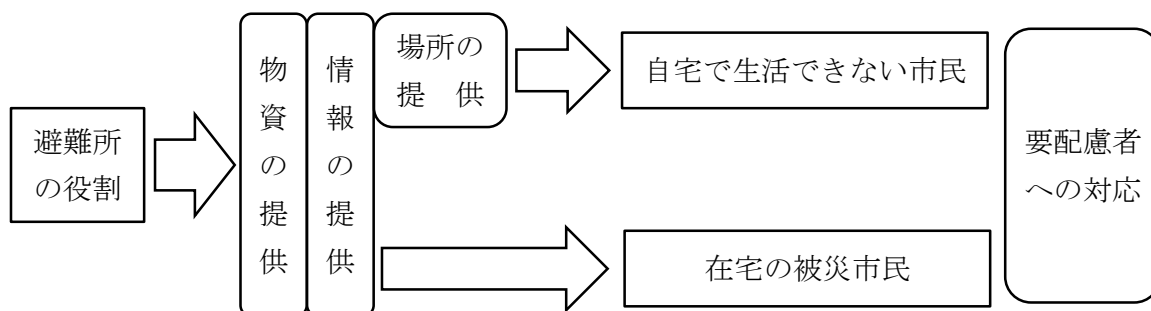 避難所
の役割
物資の提供
情報の提供
場所の
提　供
自宅で生活できない市民
在宅の被災市民
要配慮者
への対応